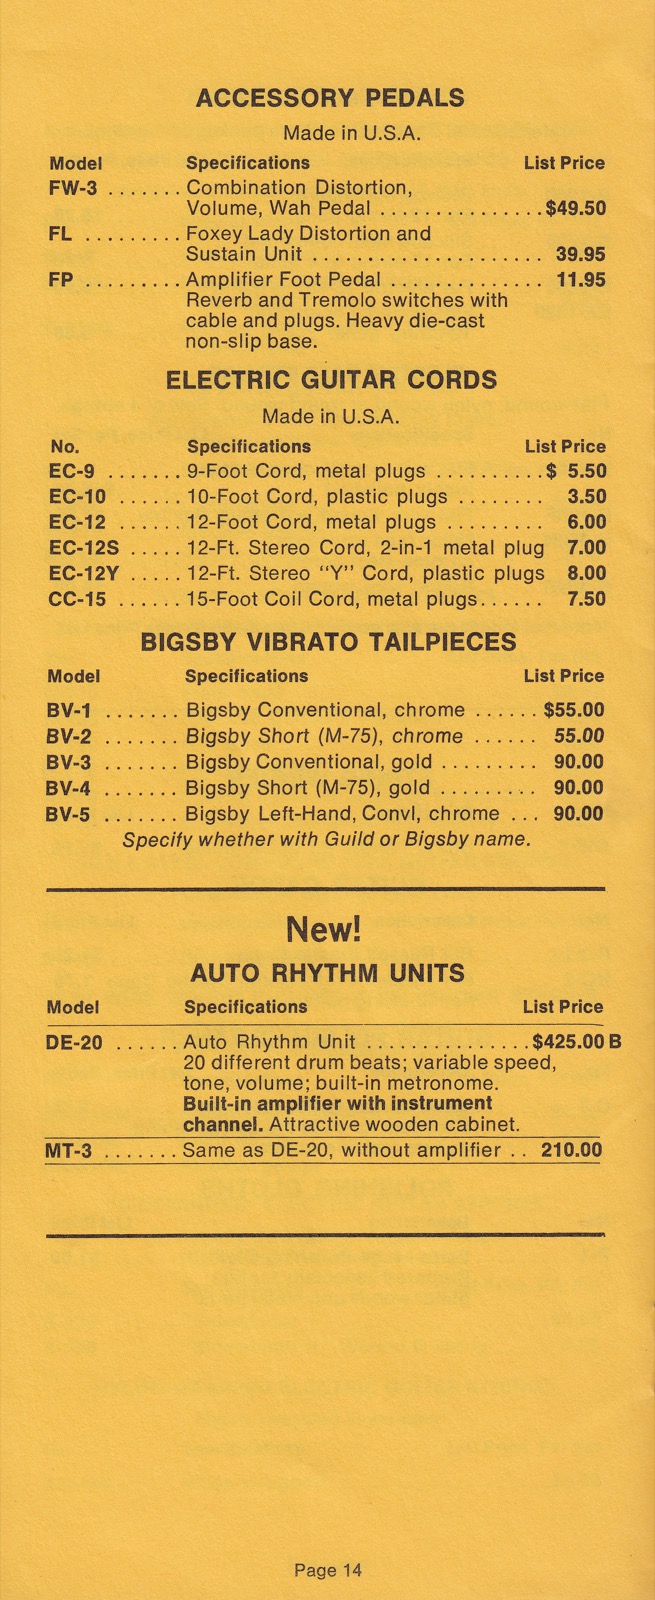 ACCESSORY PEDALS
Made in U.S.A.
Model Specifications List Price
FW-3 ....... Combination Distortion,
Volume, Wah Pedal ............... $49.50
FL ......... Foxey Lady Distortion and
Sustain Unit ..................... 39.95
FP ......... Amplifier Foot Pedal .............. 11.95
Reverb and Tremolo switches with
cable and plugs. Heavy die-cast
non-slip base.
ELECTRIC GUITAR CORDS
Made in U.S.A.
No. Specifications List Price
EC-9 ....... 9-Foot Cord, metal plugs .......... $ 5.50
EC-10 ...... 10-Foot Cord, plastic plugs ........ 3.50
EC-12 ...... 12-Foot Cord, metal plugs ......... 6.00
EC-12S ..... 12-Ft. Stereo Cord, 2-in-1 metal plug 7.00
EC-12Y ..... 12-Ft. Stereo “Y” Cord, plastic plugs 8.00
CC-15 ...... 15-Foot Coil Cord, metal plugs...... 7.50
BIGSBY VIBRATO TAILPIECES
Model Specifications List Price
BV-1 ....... Bigsby Conventional, chrome ...... $55.00
BV-2 ....... Bigsby Short (M-75), chrome ...... 55.00
BV-3 ....... Bigsby Conventional, gold ......... 90.00
BV-4 ....... Bigsby Short (M-75), gold ......... 90.00
BV-5 ....... Bigsby Left-Hand, Convl, chrome ... 90.00
Specify whether with Guild or Bigsby name.
New!
AUTO RHYTHM UNITS
Model Specifications List Price
DE-20 ...... Auto Rhythm Unit ............... $425.00 B
20 different drum beats; variable speed,
tone, volume; built-in metronome.
Built-in amplifier with instrument
channel. Attractive wooden cabinet.
MT-3 ....... Same as DE-20, without amplifier .. 210.00
Page 14